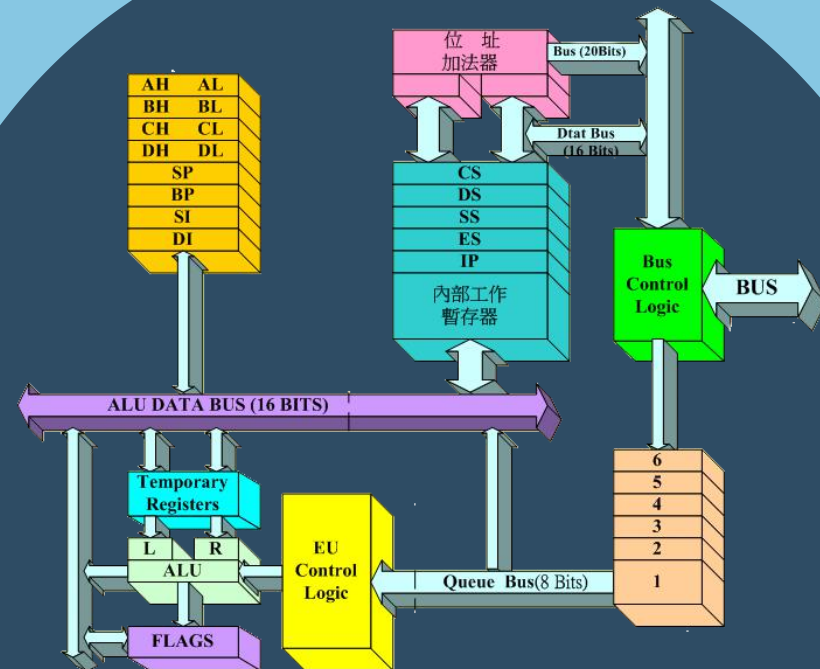 位 址
加法器
Bus (20Bits)
AH AL
BH BL
CH CL
DH DL
SP
BP
SI
DI
Dtat Bus
(16 Bits)
CS
DS
SS
ES
IP
內部工作
暫存器
Bus
Control
Logic
BUS
ALU DATA BUS (16 BITS)
Temporary
Registers
L R
ALU
FLAGS
EU
Control
Logic
Queue Bus(8 Bits)
6
5
4
3
2
1